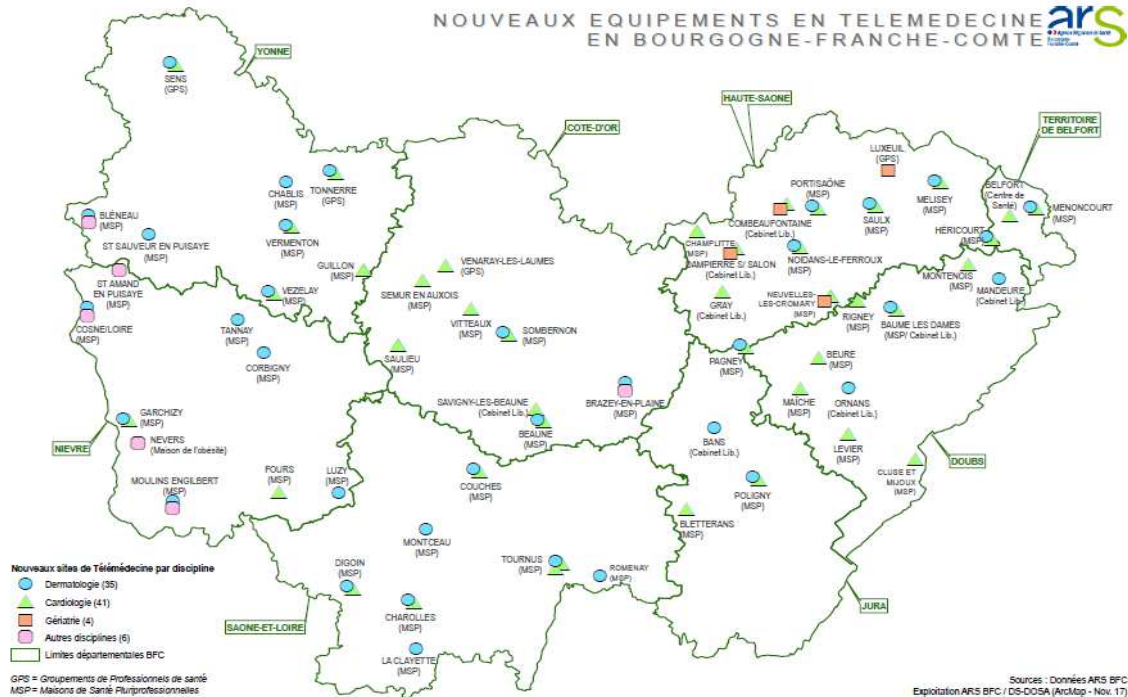 NOUVEAUX EQUIPEMENTS EN TELEMEDECINE
EN BOURGOGNE-FRANCHE-COMTE
ars
Agence Régionale de Santé
Bourgogne-
Franche-Comté
YONNE
SENS
(GPS)
HAUTE-SAONE
COTE-D'OR
TERRITOIRE
DE BELFORT
LUXEUIL
(GPS)
CHABLIS
(MSP)
TONNERRE
(GPS)
PORT/SAÔNE
(MSP)
MELISEY
(MSP)
BELFORT
(Centre de
Santé)
MENONCOURT
(MSP)
BLÉNEAU
(MSP)
COMBEAUFONTAINE
(Cabinet Lib.)
SAULX
(MSP)
ST SAUVEUR EN PUISAYE
(MSP)
VERMENTON
(MSP)
CHAMPLITTE
(MSP)
HÉRICOURT
(MSP)
GUILLON
(MSP)
VENARAY-LES-LAUMES
(GPS)
DAMPIERRE S/ SALON
(Cabinet Lib.)
NOIDANS-LE-FERROUX
(MSP)
MONTENOIS
(MSP)
ST AMAND
EN PUISAYE
(MSP)
SEMUR EN AUXOIS
(MSP)
MANDEURE
(Cabinet Lib.)
VEZELAY
(MSP)
GRAY
(Cabinet Lib.)
NEUVELLES-
LES-CROMARY
(MSP)
RIGNEY
(MSP)
BAUME LES DAMES
(MSP/ Cabinet Lib.)
COSNE/LOIRE
(MSP)
TANNAY
(MSP)
VITTEAUX
(MSP)
SOMBERNON
(MSP)
CORBIGNY
(MSP)
SAULIEU
(MSP)
PAGNEY
(MSP)
BEURE
(MSP)
SAVIGNY-LES-BEAUNE
(Cabinet Lib.)
BRAZEY-EN-PLAINE
(MSP)
MAICHE
(MSP)
ORNANS
(Cabinet Lib.)
GARCHIZY
(MSP)
BEAUNE
(MSP)
BANS
(Cabinet Lib.)
LEVIER
(MSP)
NIEVRE
NEVERS
(Maison de l'obésité)
DOUBS
CLUSE ET
MIJOUX
(MSP)
MOULINS ENGILBERT
(MSP)
FOURS
(MSP)
LUZY
(MSP)
COUCHES
(MSP)
POLIGNY
(MSP)
BLETTERANS
(MSP)
MONTCEAU
(MSP)
DIGOIN
(MSP)
TOURNUS
(MSP)
ROMENAY
(MSP)
JURA
CHAROLLES
(MSP)
SAONE-ET-LOIRE
LA CLAYETTE
(MSP)
Nouveaux sites de Télémédecine par discipline
Dermatologie (35)
Cardiologie (41)
Gériatrie (4)
Autres disciplines (6)
Limites départementales BFC
GPS = Groupements de Professionnels de santé
MSP = Maisons de Santé Pluriprofessionnelles
Sources : Données ARS BFC
Exploitation ARS BFC / DS-DOSA (ArcMap - Nov. 17)